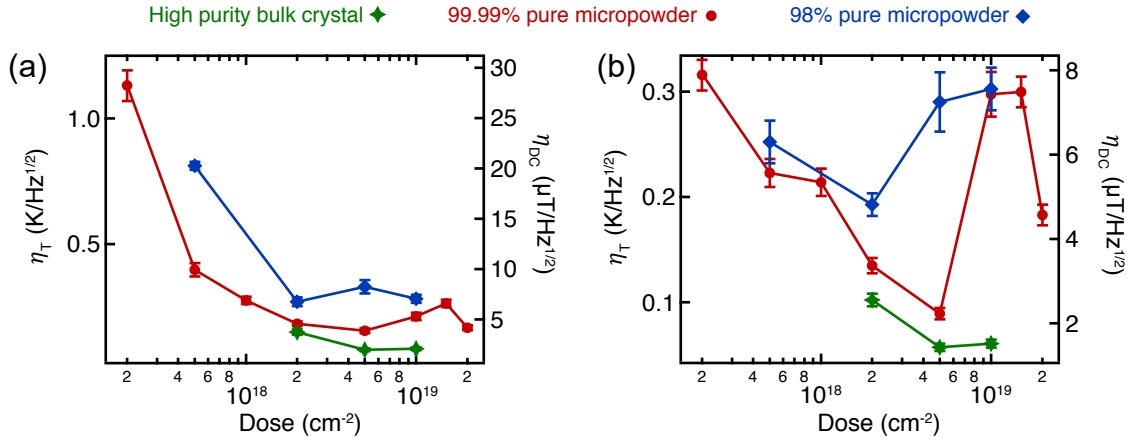 High purity bulk crystal 99.99% pure micropowder 98% pure micropowder
(a)
η_T (K/Hz^1/2)
1.0
0.5
30
25
20
15
10
5
η_DC (μT/Hz^1/2)
2 4 6 8 10^18 2 4 6 8 10^19 2
Dose (cm^-2)
(b)
η_T (K/Hz^1/2)
0.3
0.2
0.1
8
6
4
2
η_DC (μT/Hz^1/2)
2 4 6 8 10^18 2 4 6 8 10^19 2
Dose (cm^-2)